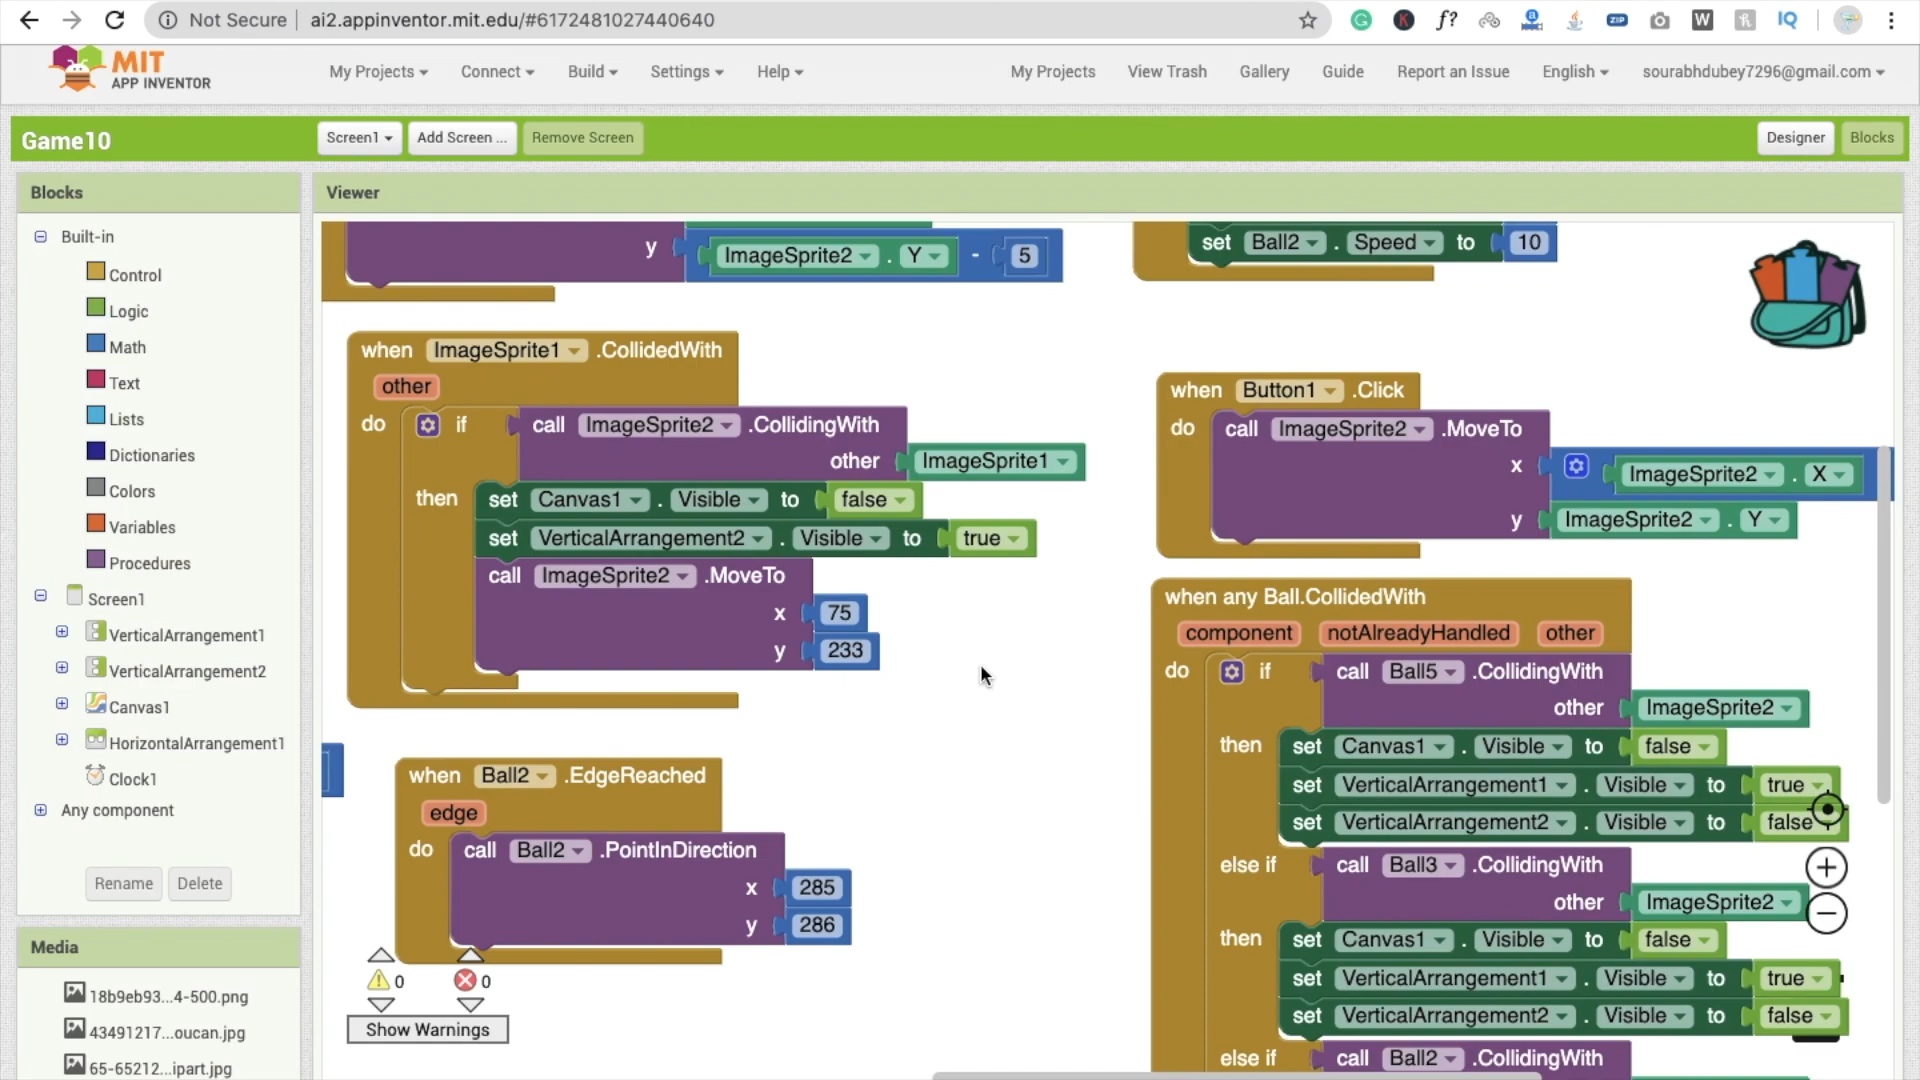 Not Secure
ai2.appinventor.mit.edu/#6172481027440640
MIT
APP INVENTOR
My Projects
Connect
Build
Settings
Help
My Projects
View Trash
Gallery
Guide
Report an Issue
English
sourabhdubey7296@gmail.com
Game10
Screen1
Add Screen ...
Remove Screen
Designer
Blocks
Blocks
Built-in
Control
Logic
Math
Text
Lists
Dictionaries
Colors
Variables
Procedures
Screen1
VerticalArrangement1
VerticalArrangement2
Canvas1
HorizontalArrangement1
Clock1
Any component
Rename
Delete
Media
18b9eb93...4-500.png
43491217...oucan.jpg
65-65212...ipart.jpg
Viewer
y ImageSprite2 . Y - 5
when ImageSprite1 .CollidedWith
other
do if call ImageSprite2 .CollidingWith
other ImageSprite1
then set Canvas1 . Visible to false
set VerticalArrangement2 . Visible to true
call ImageSprite2 .MoveTo
x 75
y 233
when Ball2 .EdgeReached
edge
do call Ball2 .PointInDirection
x 285
y 286
0 0
Show Warnings
set Ball2 . Speed to 10
when Button1 .Click
do call ImageSprite2 .MoveTo
x ImageSprite2 . X
y ImageSprite2 . Y
when any Ball.CollidedWith
component notAlreadyHandled other
do if call Ball5 .CollidingWith
other ImageSprite2
then set Canvas1 . Visible to false
set VerticalArrangement1 . Visible to true
set VerticalArrangement2 . Visible to false
else if call Ball3 .CollidingWith
other ImageSprite2
then set Canvas1 . Visible to false
set VerticalArrangement1 . Visible to true
set VerticalArrangement2 . Visible to false
else if call Ball2 .CollidingWith